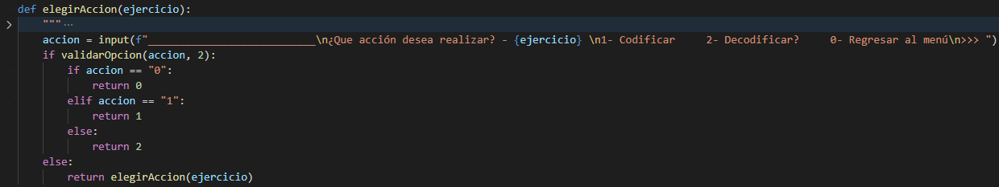 def elegirAccion(ejercicio):
""" ...
accion = input(f"___________________________\n¿Que acción desea realizar? - {ejercicio} \n1- Codificar     2- Decodificar?     0- Regresar al menú\n>>> ")
if validarOpcion(accion, 2):
if accion == "0":
return 0
elif accion == "1":
return 1
else:
return 2
else:
return elegirAccion(ejercicio)